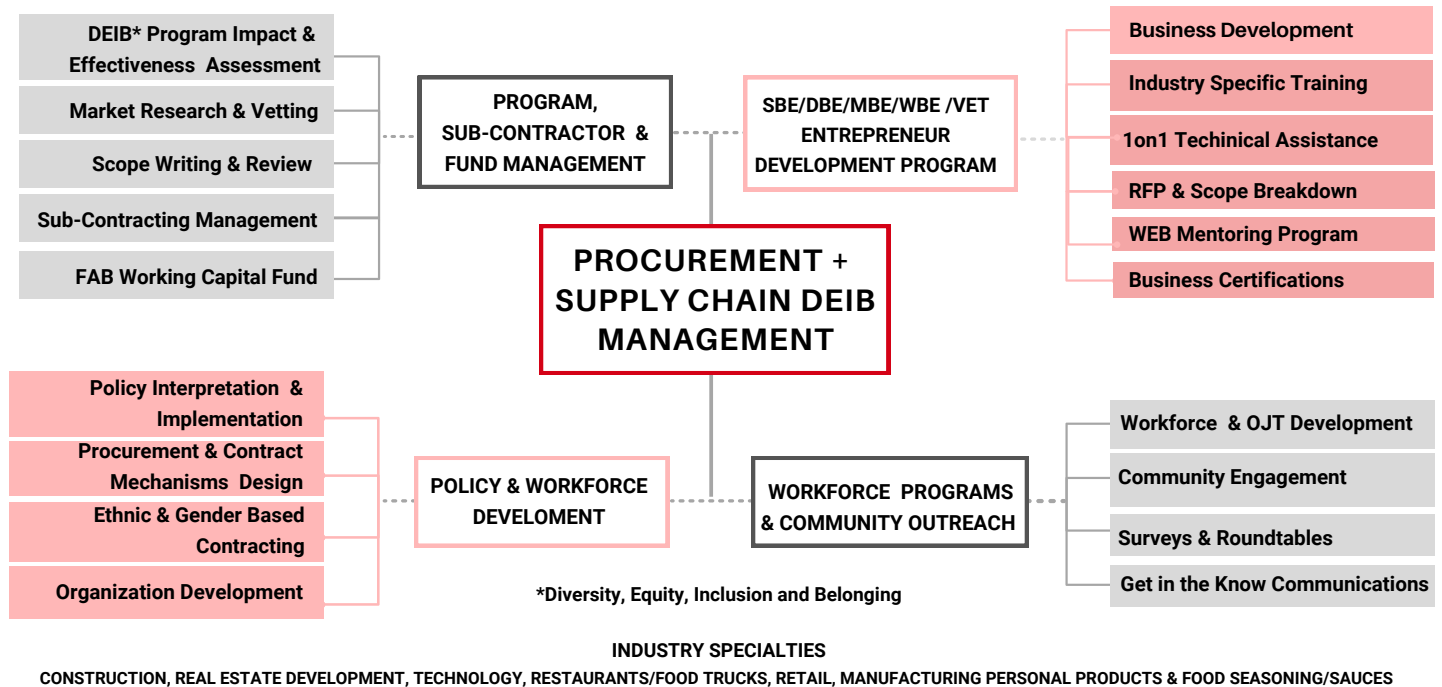 DEIB* Program Impact &
Effectiveness Assessment
Market Research & Vetting
Scope Writing & Review
Sub-Contracting Management
FAB Working Capital Fund
PROGRAM,
SUB-CONTRACTOR &
FUND MANAGEMENT
SBE/DBE/MBE/WBE /VET
ENTREPRENEUR
DEVELOPMENT PROGRAM
Business Development
Industry Specific Training
1on1 Techinical Assistance
RFP & Scope Breakdown
WEB Mentoring Program
Business Certifications
PROCUREMENT +
SUPPLY CHAIN DEIB
MANAGEMENT
Policy Interpretation &
Implementation
Procurement & Contract
Mechanisms Design
Ethnic & Gender Based
Contracting
Organization Development
POLICY & WORKFORCE
DEVELOMENT
WORKFORCE PROGRAMS
& COMMUNITY OUTREACH
Workforce & OJT Development
Community Engagement
Surveys & Roundtables
Get in the Know Communications
*Diversity, Equity, Inclusion and Belonging
INDUSTRY SPECIALTIES
CONSTRUCTION, REAL ESTATE DEVELOPMENT, TECHNOLOGY, RESTAURANTS/FOOD TRUCKS, RETAIL, MANUFACTURING PERSONAL PRODUCTS & FOOD SEASONING/SAUCES